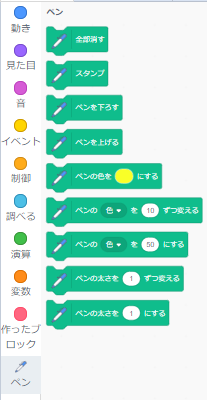 ペン
動き
見た目
音
イベント
制御
調べる
演算
変数
作ったブ
ロック
ペン
全部消す
スタンプ
ペンを下ろす
ペンを上げる
ペンの色を にする
ペンの 色 を 10 ずつ変える
ペンの 色 を 50 にする
ペンの太さを 1 ずつ変える
ペンの太さを 1 にする